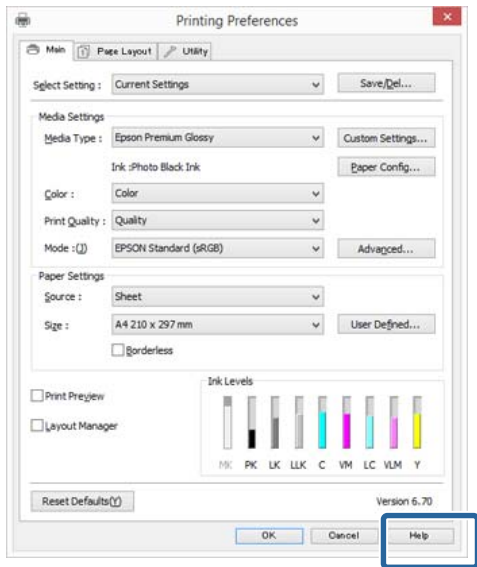 Printing Preferences
Main Page Layout Utility
Select Setting : Current Settings Save/Del...
Media Settings
Media Type : Epson Premium Glossy Custom Settings...
Ink :Photo Black Ink Paper Config...
Color : Color
Print Quality : Quality
Mode :(J) EPSON Standard (sRGB) Advanced...
Paper Settings
Source : Sheet
Size : A4 210 x 297 mm User Defined...
Borderless
Ink Levels
Print Preview
Layout Manager
MK PK LK LLK C VM LC VLM Y
Reset Defaults(Y) Version 6.70
OK Cancel Help